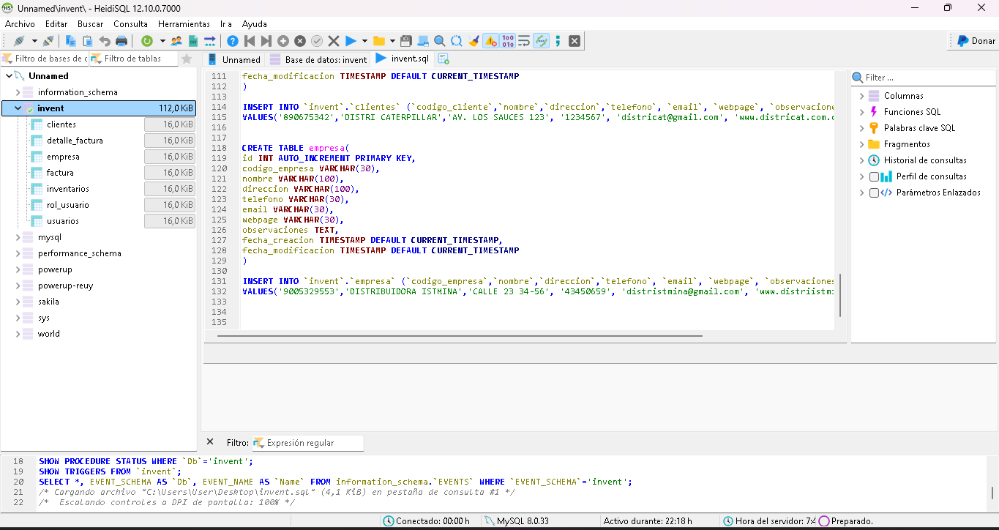 Unnamed\invent\ - HeidiSQL 12.10.0.7000
Archivo Editar Buscar Consulta Herramientas Ir a Ayuda
Donar
Filtro de bases de d Filtro de tablas
Unnamed Base de datos: invent invent.sql
Unnamed
information_schema
invent 112,0 KiB
clientes 16,0 KiB
detalle_factura 16,0 KiB
empresa 16,0 KiB
factura 16,0 KiB
inventarios 16,0 KiB
rol_usuario 16,0 KiB
usuarios 16,0 KiB
mysql
performance_schema
powerup
powerup-reuy
sakila
sys
world
111 fecha_modificacion TIMESTAMP DEFAULT CURRENT_TIMESTAMP
112 )
113
114 INSERT INTO `invent`.`clientes` (`codigo_cliente`,`nombre`,`direccion`,`telefono`, `email`, `webpage`, `observacione
115 VALUES('890675342','DISTRI CATERPILLAR','AV. LOS SAUCES 123', '1234567', 'districat@gmail.com', 'www.districat.com.c
116
117
118 CREATE TABLE empresa(
119 id INT AUTO_INCREMENT PRIMARY KEY,
120 codigo_empresa VARCHAR(30),
121 nombre VARCHAR(100),
122 direccion VARCHAR(100),
123 telefono VARCHAR(30),
124 email VARCHAR(30),
125 webpage VARCHAR(30),
126 observaciones TEXT,
127 fecha_creacion TIMESTAMP DEFAULT CURRENT_TIMESTAMP,
128 fecha_modificacion TIMESTAMP DEFAULT CURRENT_TIMESTAMP
129 )
130
131 INSERT INTO `invent`.`empresa` (`codigo_empresa`,`nombre`,`direccion`,`telefono`, `email`, `webpage`, `observaciones
132 VALUES('9005329553','DISTRIBUIDORA ISTMINA','CALLE 23 34-56', '43450659', 'distristmina@gmail.com', 'www.distriistmi
133
134
135
Filter ...
Columnas
Funciones SQL
Palabras clave SQL
Fragmentos
Historial de consultas
Perfil de consultas
Parámetros Enlazados
Filtro: Expresión regular
18 SHOW PROCEDURE STATUS WHERE `Db`='invent';
19 SHOW TRIGGERS FROM `invent`;
20 SELECT *, EVENT_SCHEMA AS `Db`, EVENT_NAME AS `Name` FROM information_schema.`EVENTS` WHERE `EVENT_SCHEMA`='invent';
21 /* Cargando archivo "C:\Users\User\Desktop\invent.sql" (4,1 KiB) en pestaña de consulta #1 */
22 /* Escalando controles a DPI de pantalla: 100% */
Conectado: 00:00 h MySQL 8.0.33 Activo durante: 22:18 h Hora del servidor: 7:4 Preparado.